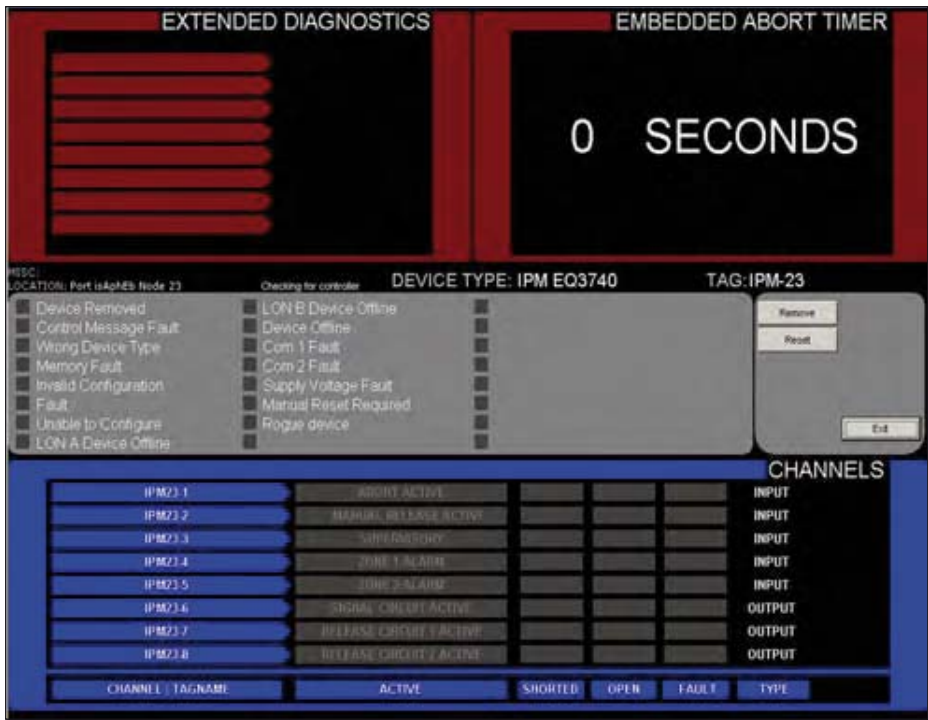 EXTENDED DIAGNOSTICS
EMBEDDED ABORT TIMER
0 SECONDS
MSSC:
LOCATION: Port isAphEb Node 23
Checking for controller
DEVICE TYPE: IPM EQ3740
TAG:IPM-23
Device Removed
Control Message Fault
Wrong Device Type
Memory Fault
Invalid Configuration
Fault
Unable to Configure
LON A Device Offline
LON B Device Offline
Device Offline
Com 1 Fault
Com 2 Fault
Supply Voltage Fault
Manual Reset Required
Rogue device
Remove
Reset
Exit
CHANNELS
IPM23-1 ABORT ACTIVE INPUT
IPM23-2 MANUAL RELEASE ACTIVE INPUT
IPM23-3 SUPERVISORY INPUT
IPM23-4 ZONE 1 ALARM INPUT
IPM23-5 ZONE 2 ALARM INPUT
IPM23-6 SIGNAL CIRCUIT ACTIVE OUTPUT
IPM23-7 RELEASE CIRCUIT 1 ACTIVE OUTPUT
IPM23-8 RELEASE CIRCUIT 2 ACTIVE OUTPUT
CHANNEL : TAGNAME ACTIVE SHORTED OPEN FAULT TYPE